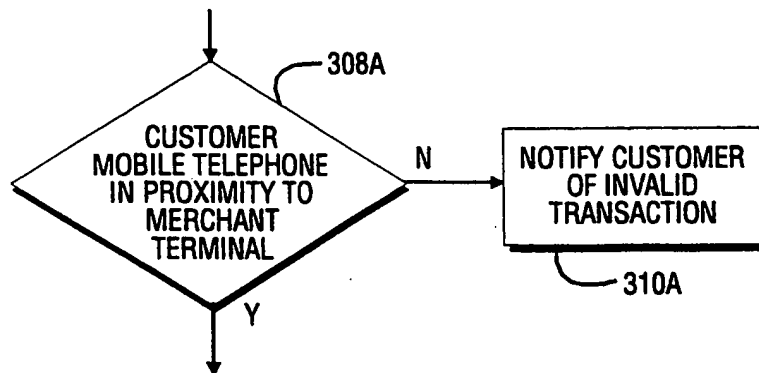 308A
CUSTOMER
MOBILE TELEPHONE
IN PROXIMITY TO
MERCHANT
TERMINAL
N
NOTIFY CUSTOMER
OF INVALID
TRANSACTION
310A
Y